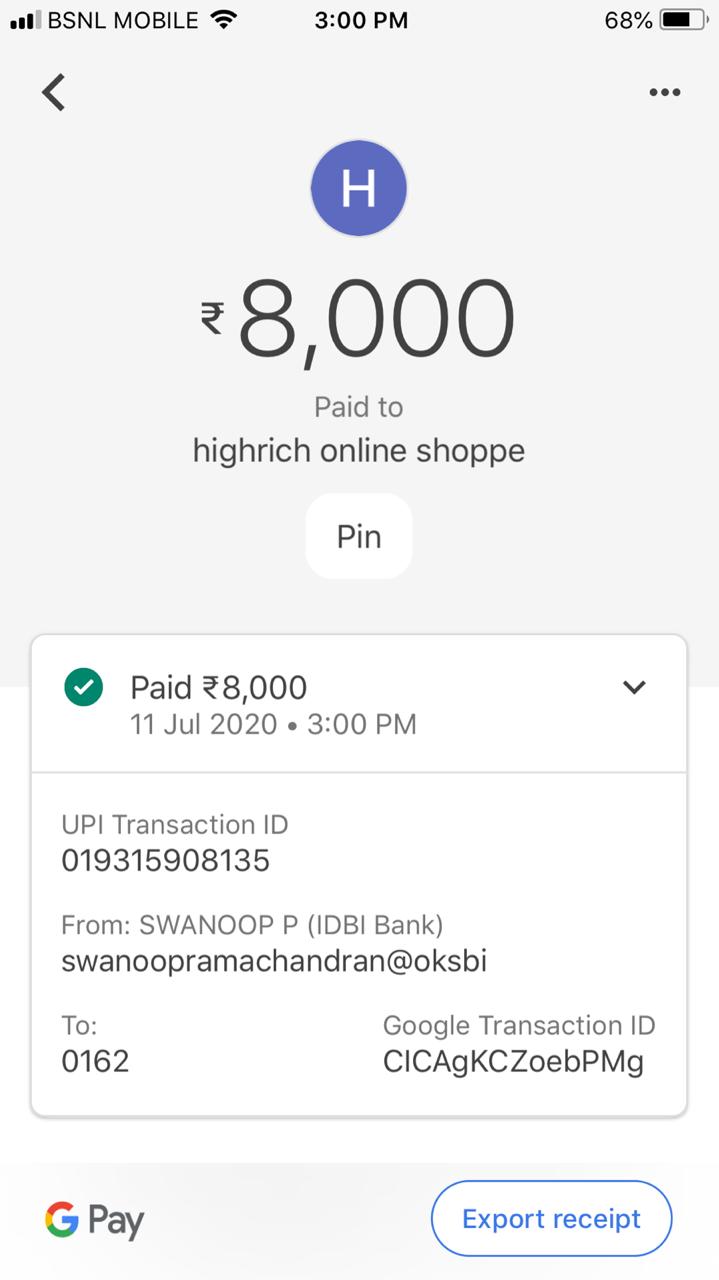 BSNL MOBILE 3:00 PM 68%
H
₹8,000
Paid to
highrich online shoppe
Pin
Paid ₹8,000
11 Jul 2020 • 3:00 PM
UPI Transaction ID
019315908135
From: SWANOOP P (IDBI Bank)
swanoopramachandran@oksbi
To: Google Transaction ID
0162 CICAgKCZoebPMg
G Pay Export receipt